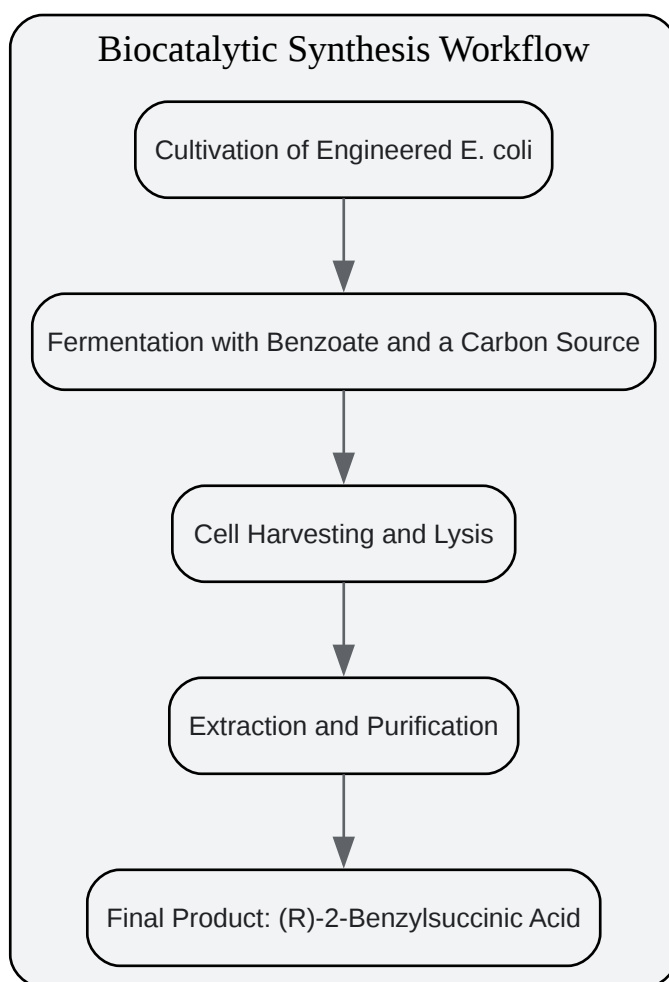 Biocatalytic Synthesis Workflow
Cultivation of Engineered E. coli
Fermentation with Benzoate and a Carbon Source
Cell Harvesting and Lysis
Extraction and Purification
Final Product: (R)-2-Benzylsuccinic Acid